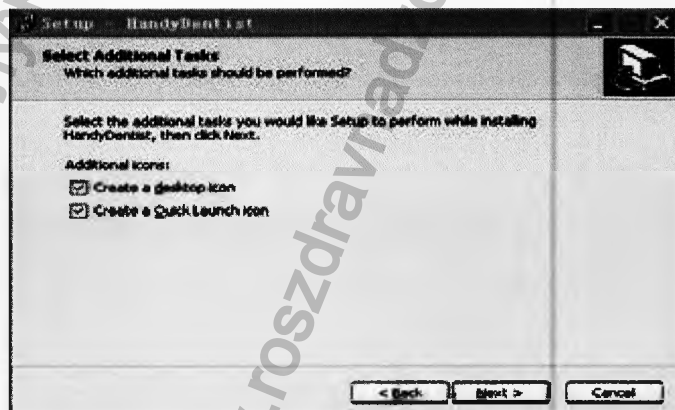 Setup - HandyDentist
Select Additional Tasks
Which additional tasks should be performed?
Select the additional tasks you would like Setup to perform while installing
HandyDentist, then click Next.
Additional icons:
Create a desktop icon
Create a Quick Launch icon
< Back
Next >
Cancel
.roszdravnad